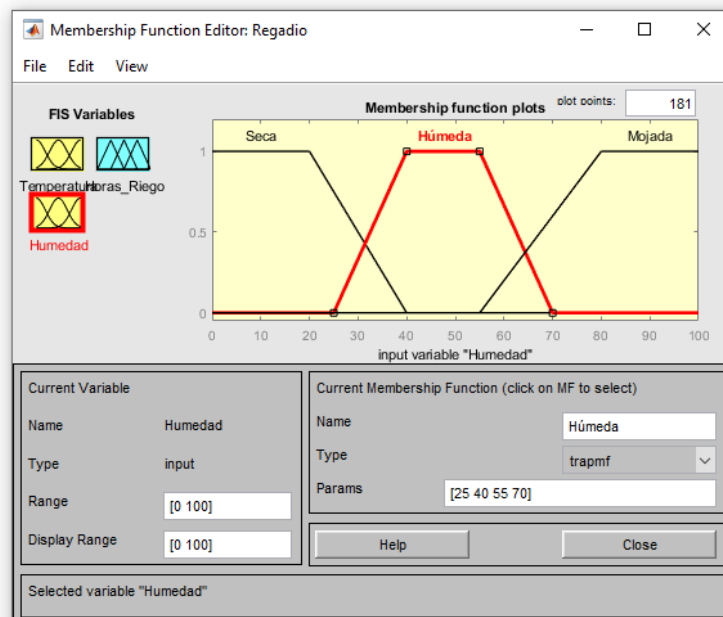 Membership Function Editor: Regadio
File Edit View
FIS Variables
Temperatura Horas_Riego
Humedad
Membership function plots
plot points: 181
Seca Húmeda Mojada
1
0.5
0
0 10 20 30 40 50 60 70 80 90 100
input variable "Humedad"
Current Variable
Name Humedad
Type input
Range [0 100]
Display Range [0 100]
Current Membership Function (click on MF to select)
Name Húmeda
Type trapmf
Params [25 40 55 70]
Help Close
Selected variable "Humedad"